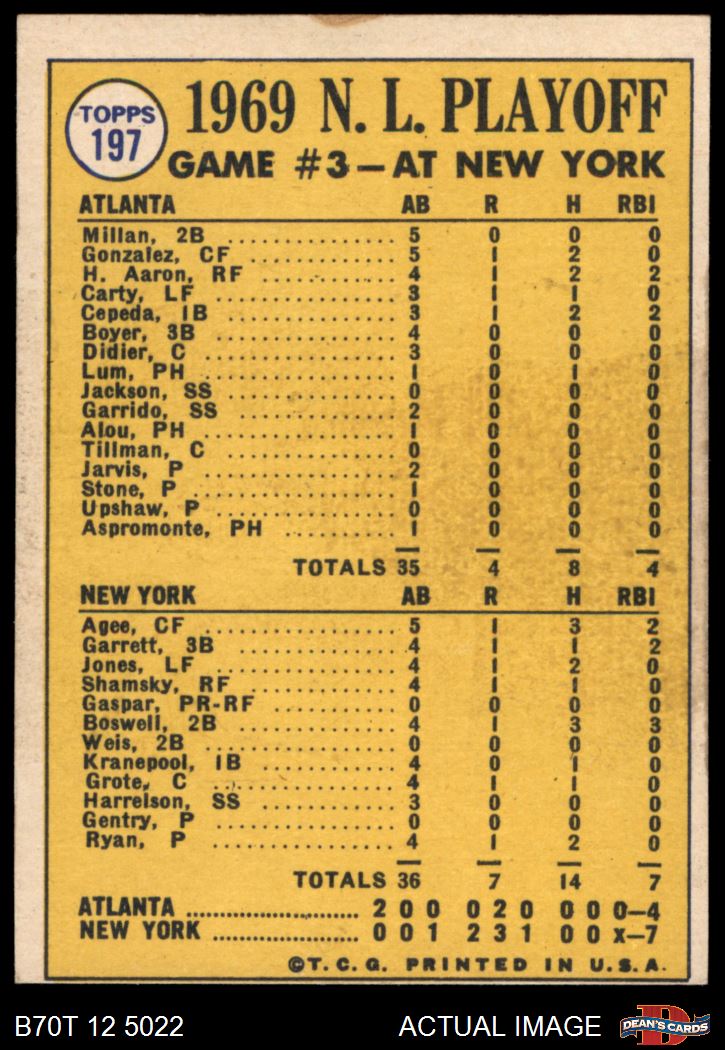 TOPPS
197
1969 N. L. PLAYOFF
GAME #3—AT NEW YORK
ATLANTA AB R H RBI
Millan, 2B ................ 5 0 0 0
Gonzalez, CF .............. 5 1 2 0
H. Aaron, RF .............. 4 1 2 2
Carty, LF ................. 3 1 1 0
Cepeda, 1B ................ 3 1 2 2
Boyer, 3B ................. 4 0 0 0
Didier, C ................. 3 0 0 0
Lum, PH ................... 1 0 1 0
Jackson, SS ............... 0 0 0 0
Garrido, SS ............... 2 0 0 0
Alou, PH .................. 1 0 0 0
Tillman, C ................ 0 0 0 0
Jarvis, P ................. 2 0 0 0
Stone, P .................. 1 0 0 0
Upshaw, P ................. 0 0 0 0
Aspromonte, PH ............ 1 0 0 0
TOTALS 35 4 8 4
NEW YORK AB R H RBI
Agee, CF .................. 5 1 3 2
Garrett, 3B ............... 4 1 1 2
Jones, LF ................. 4 1 2 0
Shamsky, RF ............... 4 1 1 0
Gaspar, PR-RF ............. 0 0 0 0
Boswell, 2B ............... 4 1 3 3
Weis, 2B .................. 0 0 0 0
Kranepool, 1B ............. 4 0 1 0
Grote, C .................. 4 1 1 0
Harrelson, SS ............. 3 0 0 0
Gentry, P ................. 0 0 0 0
Ryan, P ................... 4 1 2 0
TOTALS 36 7 14 7
ATLANTA ........................ 2 0 0 0 2 0 0 0 0—4
NEW YORK ..................... 0 0 1 2 3 1 0 0 x—7
©T.C.G. PRINTED IN U.S.A.
B70T 12 5022 ACTUAL IMAGE DEAN'S CARDS